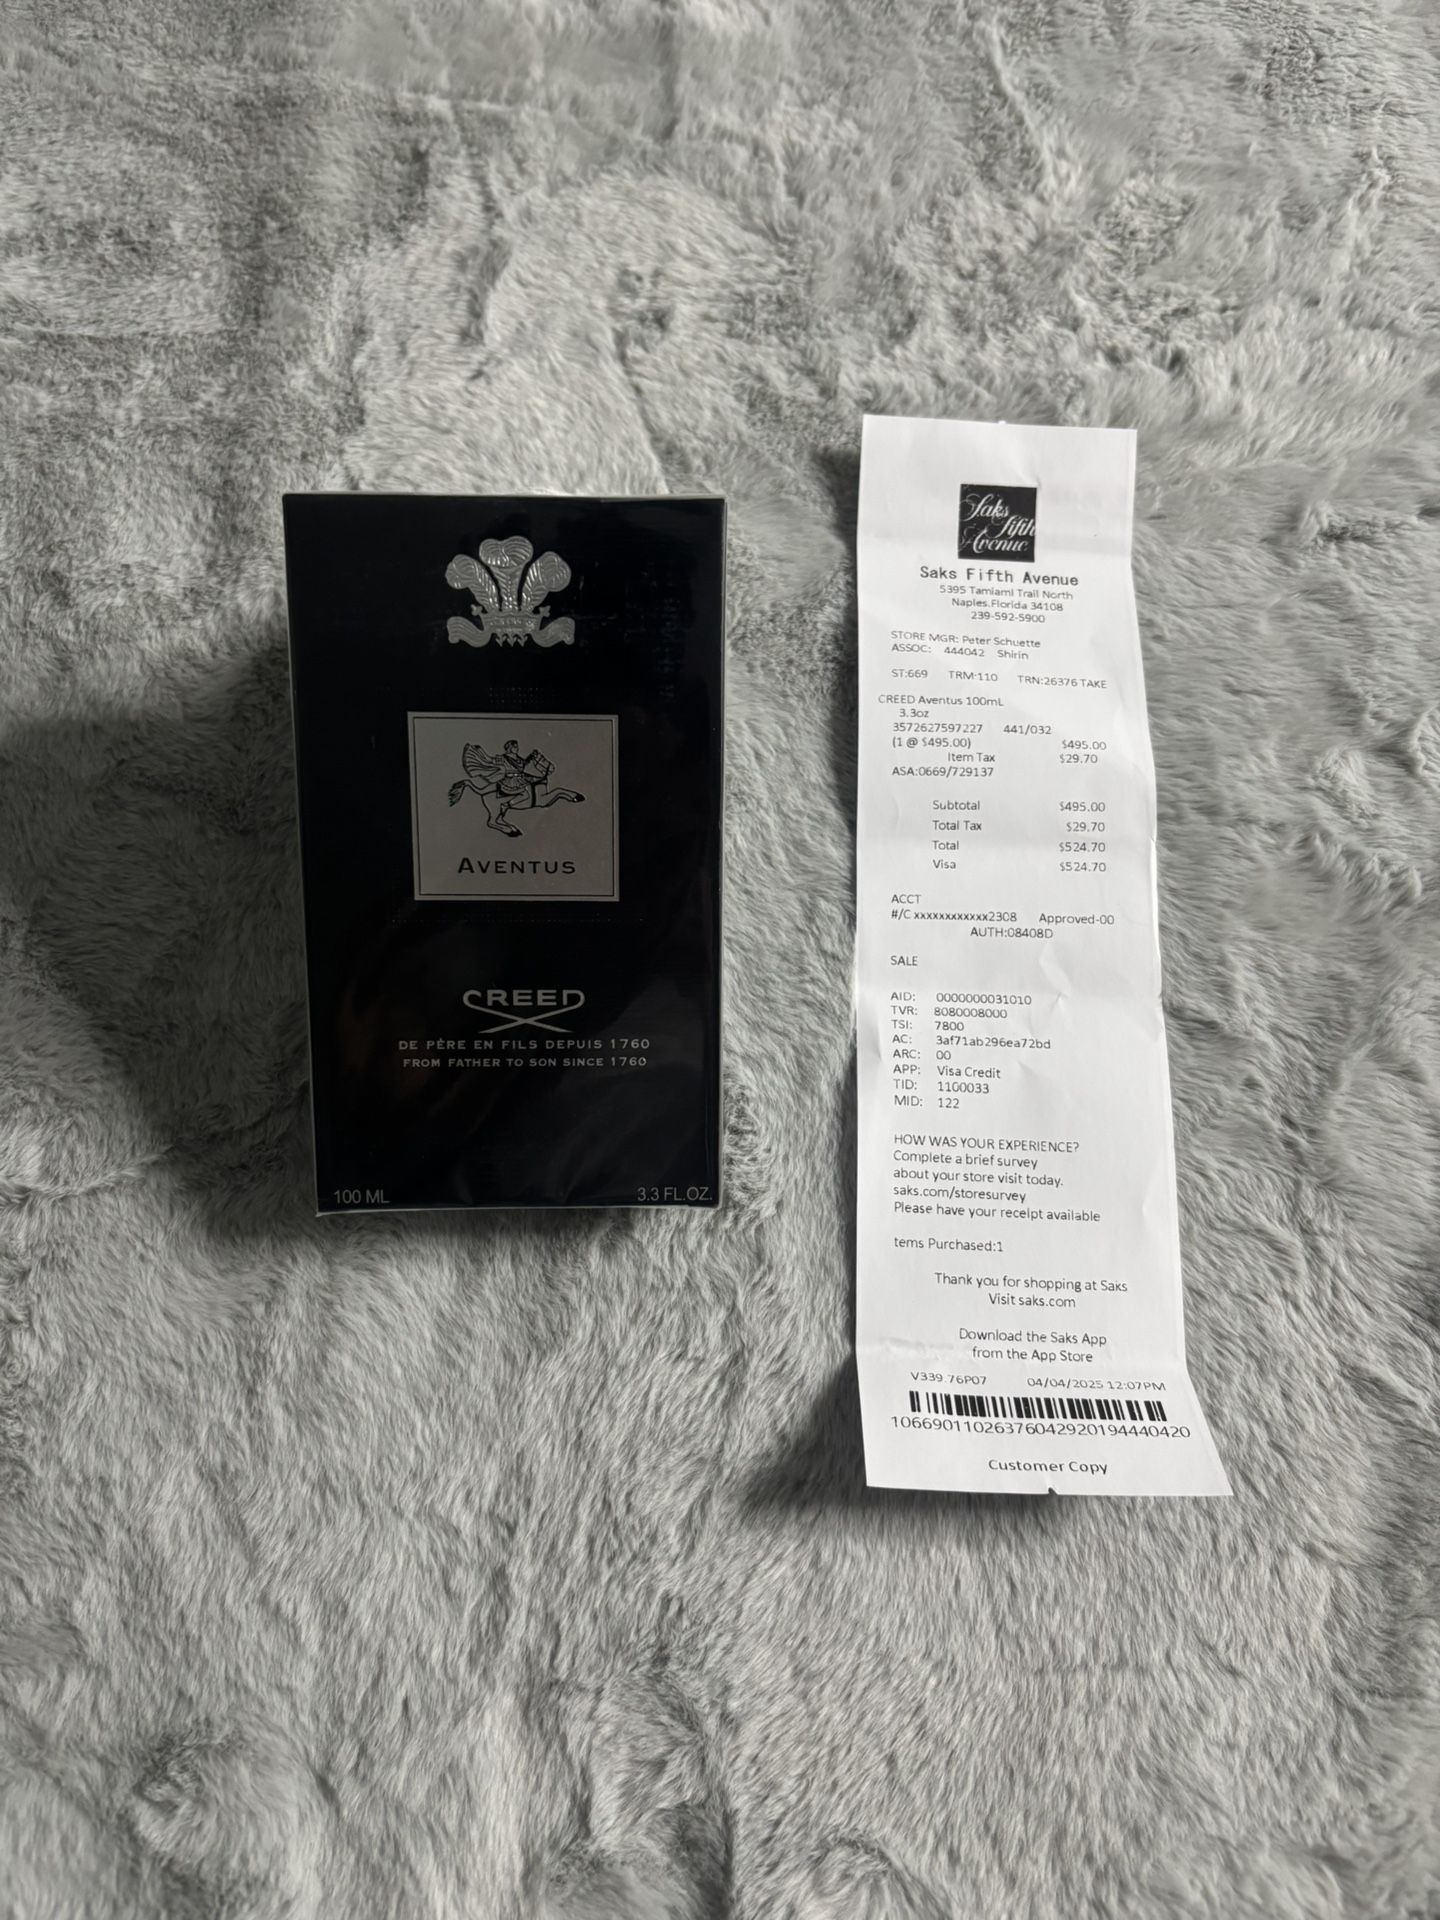 AVENTUS
CREED
DE PÈRE EN FILS DEPUIS 1760
FROM FATHER TO SON SINCE 1760
100 ML 3.3 FL.OZ.
Saks
fifth
Avenue
Saks Fifth Avenue
5395 Tamiami Trail North
Naples.Florida 34108
239-592-5900
STORE MGR: Peter Schuette
ASSOC: 444042 Shirin
ST:669 TRM:110 TRN:26376 TAKE
CREED Aventus 100mL
3.3oz
3572627597227 441/032
(1 @ $495.00) $495.00
Item Tax $29.70
ASA:0669/729137
Subtotal $495.00
Total Tax $29.70
Total $524.70
Visa $524.70
ACCT
#/C xxxxxxxxxxxx2308 Approved-00
AUTH:08408D
SALE
AID: 0000000031010
TVR: 8080008000
TSI: 7800
AC: 3af71ab296ea72bd
ARC: 00
APP: Visa Credit
TID: 1100033
MID: 122
HOW WAS YOUR EXPERIENCE?
Complete a brief survey
about your store visit today.
saks.com/storesurvey
Please have your receipt available
tems Purchased:1
Thank you for shopping at Saks
Visit saks.com
Download the Saks App
from the App Store
V339.76P07 04/04/2025 12:07PM
10669011026376042920194440420
Customer Copy